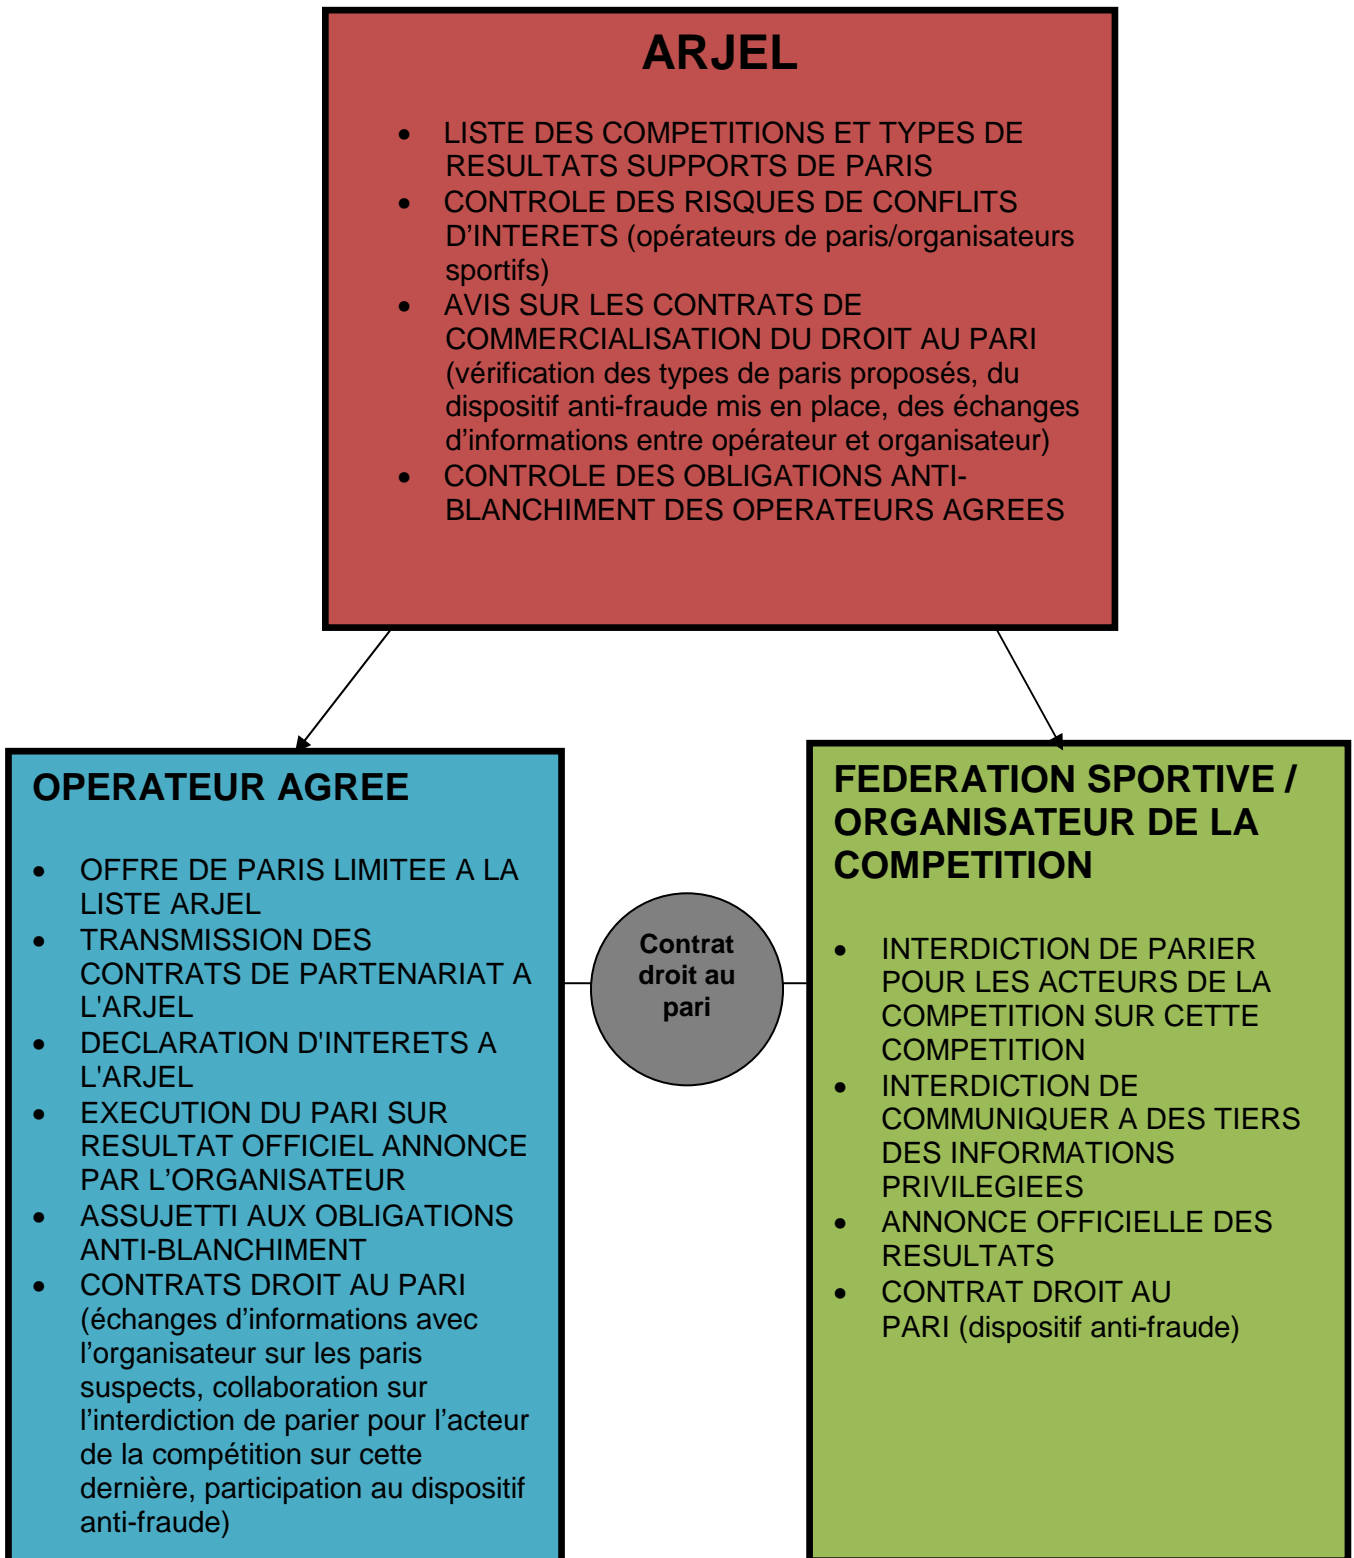 ARJEL
• LISTE DES COMPETITIONS ET TYPES DE
RESULTATS SUPPORTS DE PARIS
• CONTROLE DES RISQUES DE CONFLITS
D’INTERETS (opérateurs de paris/organisateurs
sportifs)
• AVIS SUR LES CONTRATS DE
COMMERCIALISATION DU DROIT AU PARI
(vérification des types de paris proposés, du
dispositif anti-fraude mis en place, des échanges
d’informations entre opérateur et organisateur)
• CONTROLE DES OBLIGATIONS ANTI-
BLANCHIMENT DES OPERATEURS AGREES
OPERATEUR AGREE
• OFFRE DE PARIS LIMITEE A LA
LISTE ARJEL
• TRANSMISSION DES
CONTRATS DE PARTENARIAT A
L'ARJEL
• DECLARATION D'INTERETS A
L'ARJEL
• EXECUTION DU PARI SUR
RESULTAT OFFICIEL ANNONCE
PAR L’ORGANISATEUR
• ASSUJETTI AUX OBLIGATIONS
ANTI-BLANCHIMENT
• CONTRATS DROIT AU PARI
(échanges d’informations avec
l’organisateur sur les paris
suspects, collaboration sur
l’interdiction de parier pour l’acteur
de la compétition sur cette
dernière, participation au dispositif
anti-fraude)
Contrat
droit au
pari
FEDERATION SPORTIVE /
ORGANISATEUR DE LA
COMPETITION
• INTERDICTION DE PARIER
POUR LES ACTEURS DE LA
COMPETITION SUR CETTE
COMPETITION
• INTERDICTION DE
COMMUNIQUER A DES TIERS
DES INFORMATIONS
PRIVILEGIEES
• ANNONCE OFFICIELLE DES
RESULTATS
• CONTRAT DROIT AU
PARI (dispositif anti-fraude)